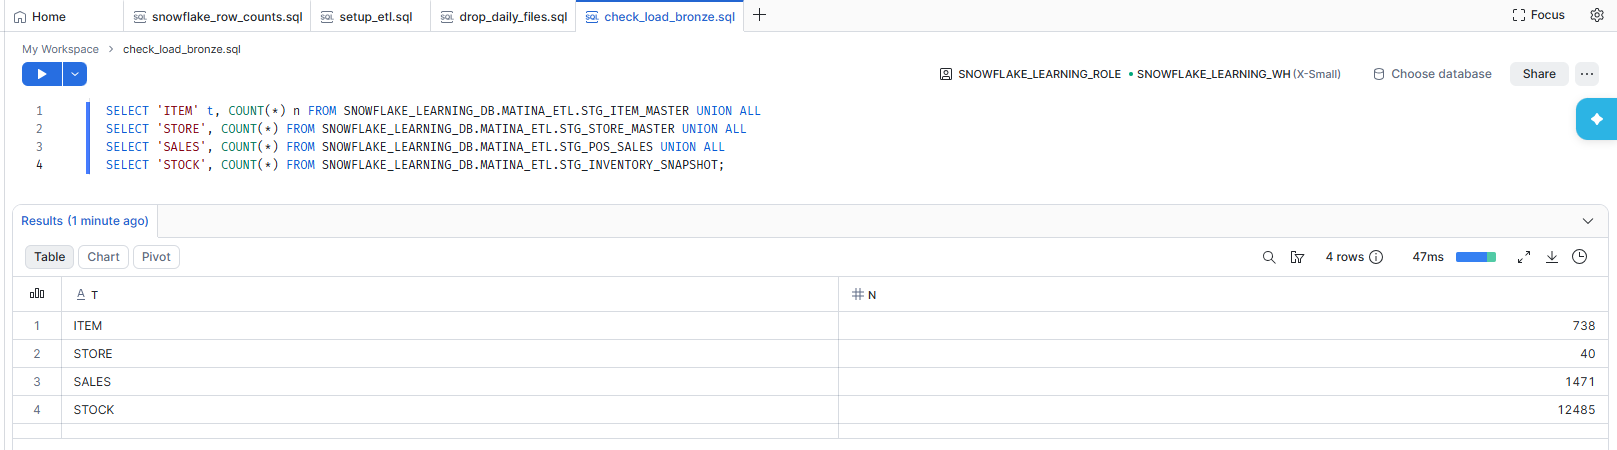 Home
SQL snowflake_row_counts.sql
SQL setup_etl.sql
SQL drop_daily_files.sql
SQL check_load_bronze.sql
Focus
My Workspace > check_load_bronze.sql
SNOWFLAKE_LEARNING_ROLE • SNOWFLAKE_LEARNING_WH (X-Small)
Choose database
Share
1 SELECT 'ITEM' t, COUNT(*) n FROM SNOWFLAKE_LEARNING_DB.MATINA_ETL.STG_ITEM_MASTER UNION ALL
2 SELECT 'STORE', COUNT(*) FROM SNOWFLAKE_LEARNING_DB.MATINA_ETL.STG_STORE_MASTER UNION ALL
3 SELECT 'SALES', COUNT(*) FROM SNOWFLAKE_LEARNING_DB.MATINA_ETL.STG_POS_SALES UNION ALL
4 SELECT 'STOCK', COUNT(*) FROM SNOWFLAKE_LEARNING_DB.MATINA_ETL.STG_INVENTORY_SNAPSHOT;
Results (1 minute ago)
Table Chart Pivot
4 rows
47ms
A T # N
1 ITEM 738
2 STORE 40
3 SALES 1471
4 STOCK 12485